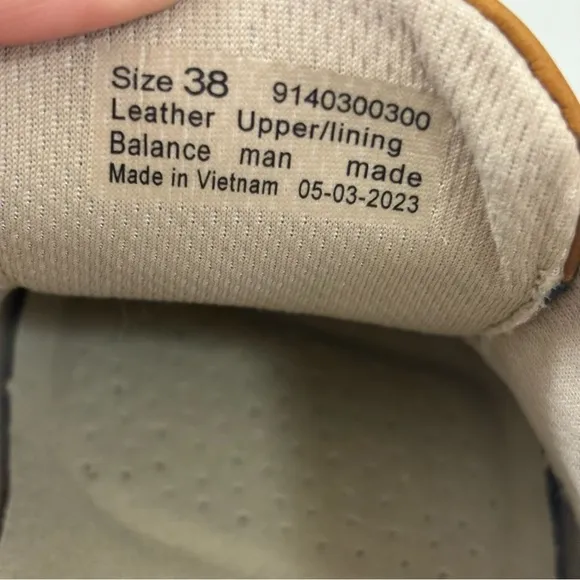 Size 38 9140300300
Leather Upper/lining
Balance man made
Made in Vietnam 05-03-2023